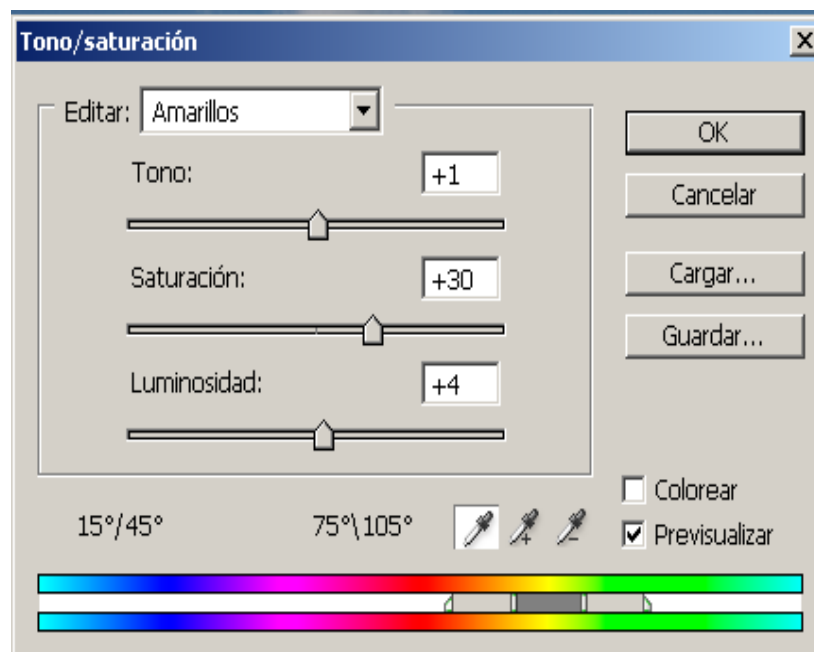 Tono/saturación
Editar: Amarillos
Tono: +1
Saturación: +30
Luminosidad: +4
OK
Cancelar
Cargar...
Guardar...
Colorear
Previsualizar
15°/45° 75°\105°